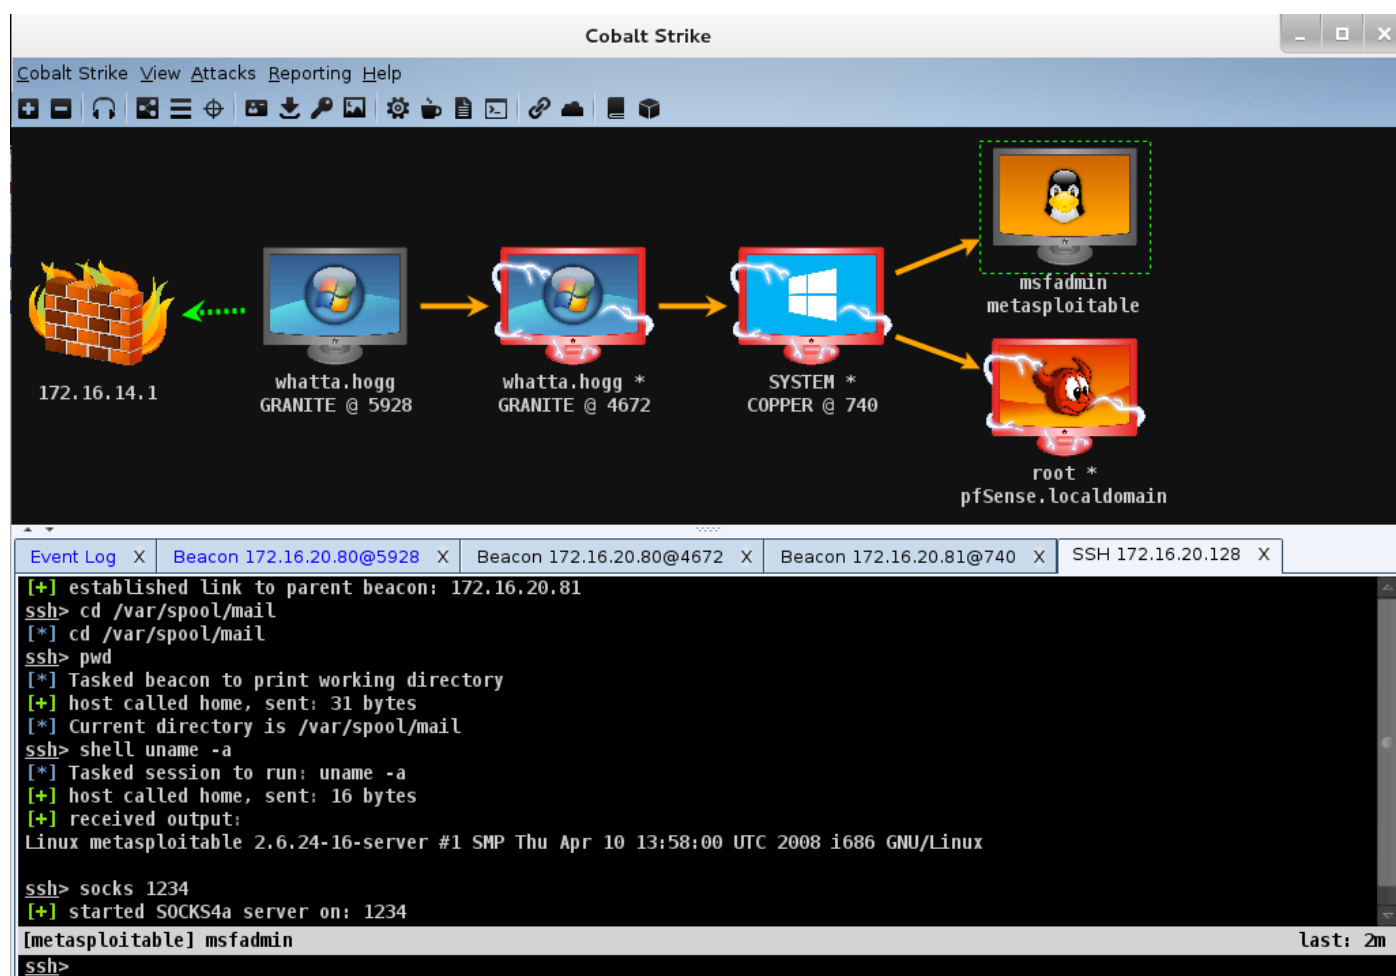 Cobalt Strike
Cobalt Strike View Attacks Reporting Help
172.16.14.1
whatta.hogg
GRANITE @ 5928
whatta.hogg *
GRANITE @ 4672
SYSTEM *
COPPER @ 740
msfadmin
metasploitable
root *
pfSense.localdomain
Event Log X Beacon 172.16.20.80@5928 X Beacon 172.16.20.80@4672 X Beacon 172.16.20.81@740 X SSH 172.16.20.128 X
[+] established link to parent beacon: 172.16.20.81
ssh> cd /var/spool/mail
[*] cd /var/spool/mail
ssh> pwd
[*] Tasked beacon to print working directory
[+] host called home, sent: 31 bytes
[*] Current directory is /var/spool/mail
ssh> shell uname -a
[*] Tasked session to run: uname -a
[+] host called home, sent: 16 bytes
[+] received output:
Linux metasploitable 2.6.24-16-server #1 SMP Thu Apr 10 13:58:00 UTC 2008 i686 GNU/Linux
ssh> socks 1234
[+] started SOCKS4a server on: 1234
[metasploitable] msfadmin last: 2m
ssh>